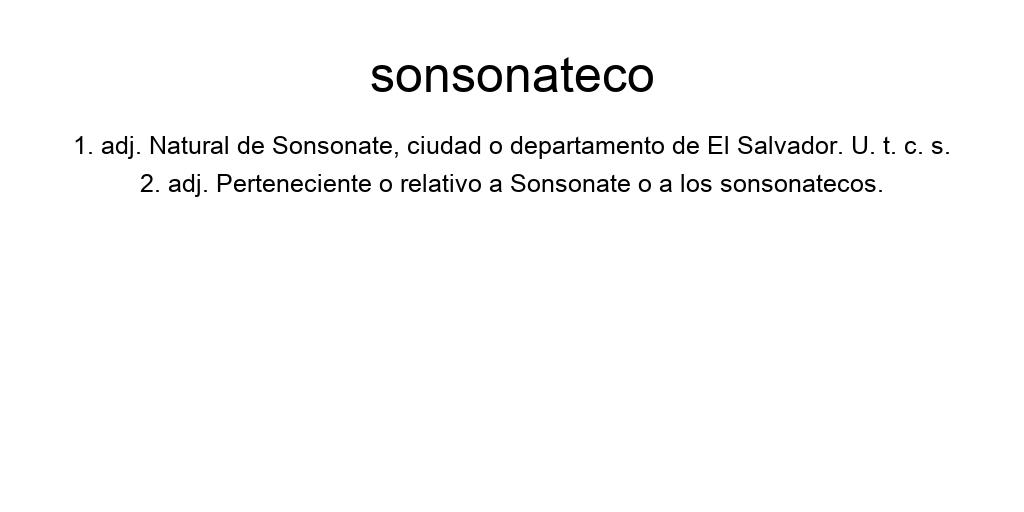 sonsonateco
1. adj. Natural de Sonsonate, ciudad o departamento de El Salvador. U. t. c. s.
2. adj. Perteneciente o relativo a Sonsonate o a los sonsonatecos.